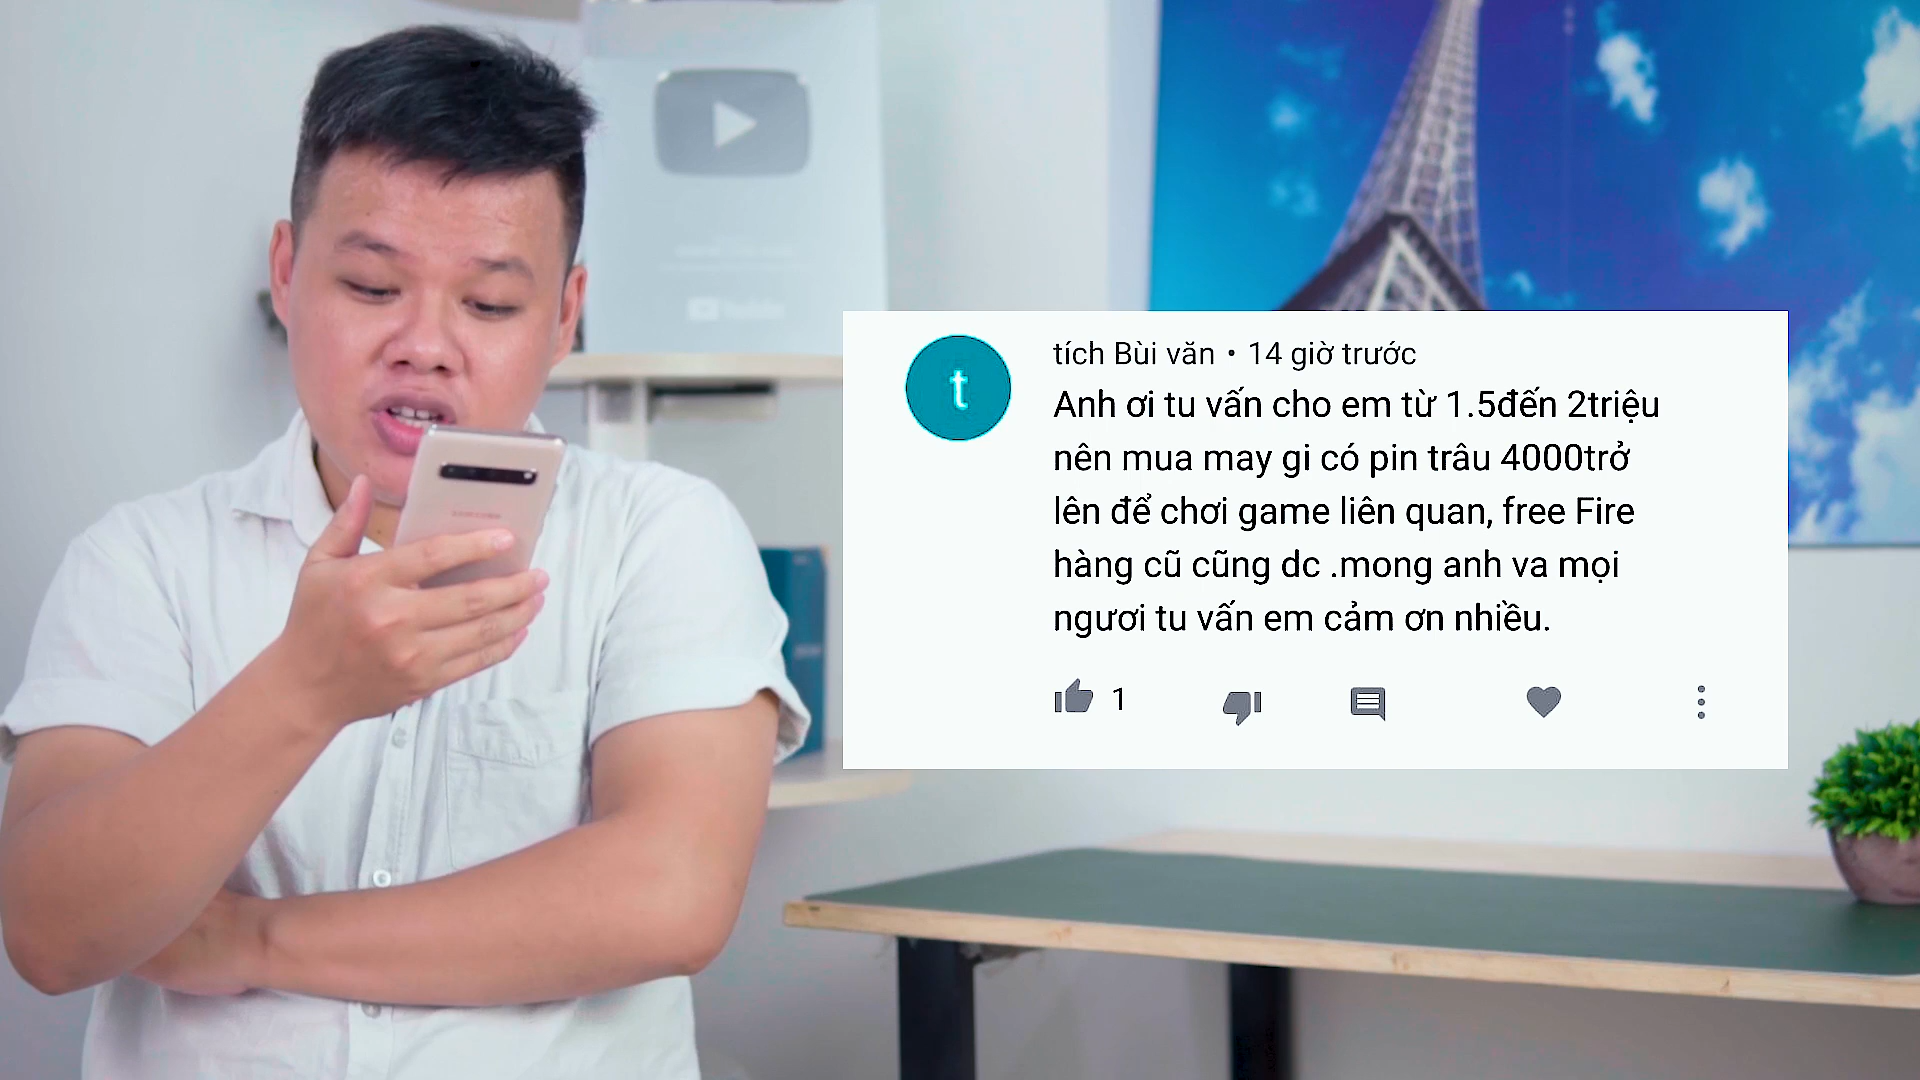 tích Bùi văn • 14 giờ trước
t
Anh ơi tu vấn cho em từ 1.5đến 2triệu
nên mua may gi có pin trâu 4000trở
lên để chơi game liên quan, free Fire
hàng cũ cũng dc .mong anh va mọi
ngươi tu vấn em cảm ơn nhiều.
1